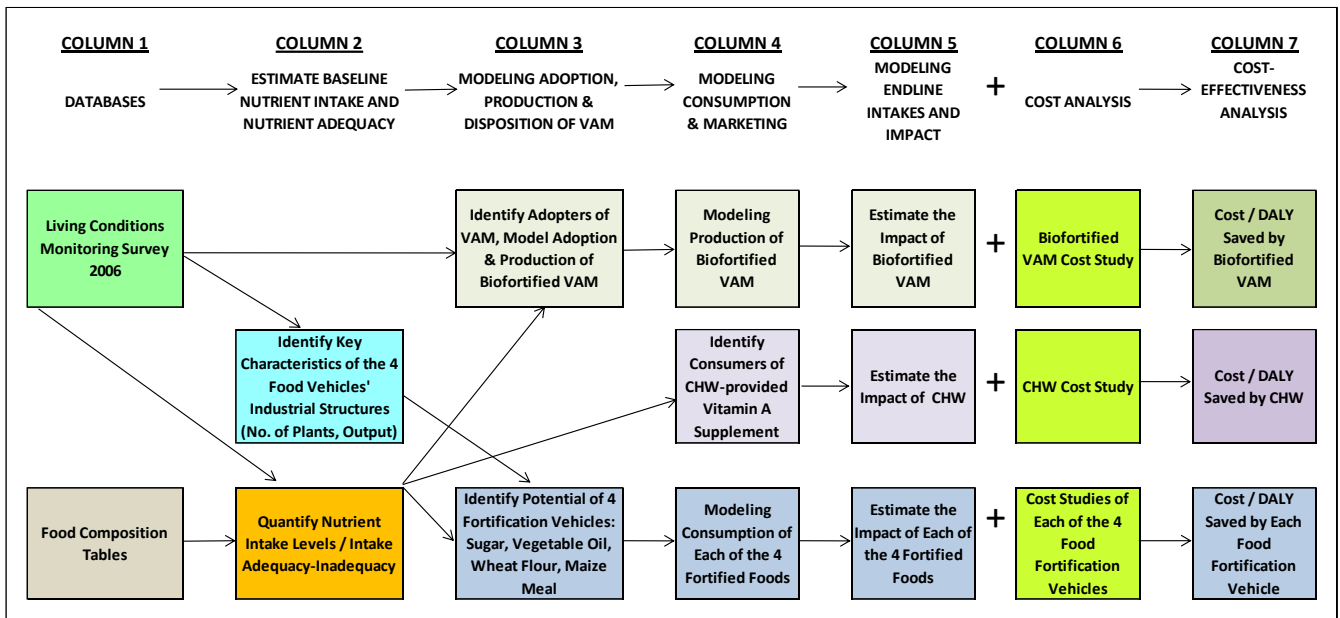 COLUMN 1
DATABASES
COLUMN 2
ESTIMATE BASELINE
NUTRIENT INTAKE AND
NUTRIENT ADEQUACY
COLUMN 3
MODELING ADOPTION,
PRODUCTION &
DISPOSITION OF VAM
COLUMN 4
MODELING
CONSUMPTION
& MARKETING
COLUMN 5
MODELING
ENDLINE
INTAKES AND
IMPACT
+
COLUMN 6
COST ANALYSIS
COLUMN 7
COST-
EFFECTIVENESS
ANALYSIS
Living Conditions
Monitoring Survey
2006
Identify Adopters of
VAM, Model Adoption
& Production of
Biofortified VAM
Modeling
Production of
Biofortified
VAM
Estimate the
Impact of
Biofortified
VAM
+
Biofortified
VAM Cost Study
Cost / DALY
Saved by
Biofortified
VAM
Identify Key
Characteristics of the 4
Food Vehicles'
Industrial Structures
(No. of Plants, Output)
Identify
Consumers of
CHW-provided
Vitamin A
Supplement
Estimate the
Impact of CHW
+
CHW Cost Study
Cost / DALY
Saved by CHW
Food Composition
Tables
Quantify Nutrient
Intake Levels / Intake
Adequacy-Inadequacy
Identify Potential of 4
Fortification Vehicles:
Sugar, Vegetable Oil,
Wheat Flour, Maize
Meal
Modeling
Consumption of
Each of the 4
Fortified Foods
Estimate the
Impact of Each of
the 4 Fortified
Foods
+
Cost Studies of
Each of the 4
Food
Fortification
Vehicles
Cost / DALY
Saved by Each
Food
Fortification
Vehicle